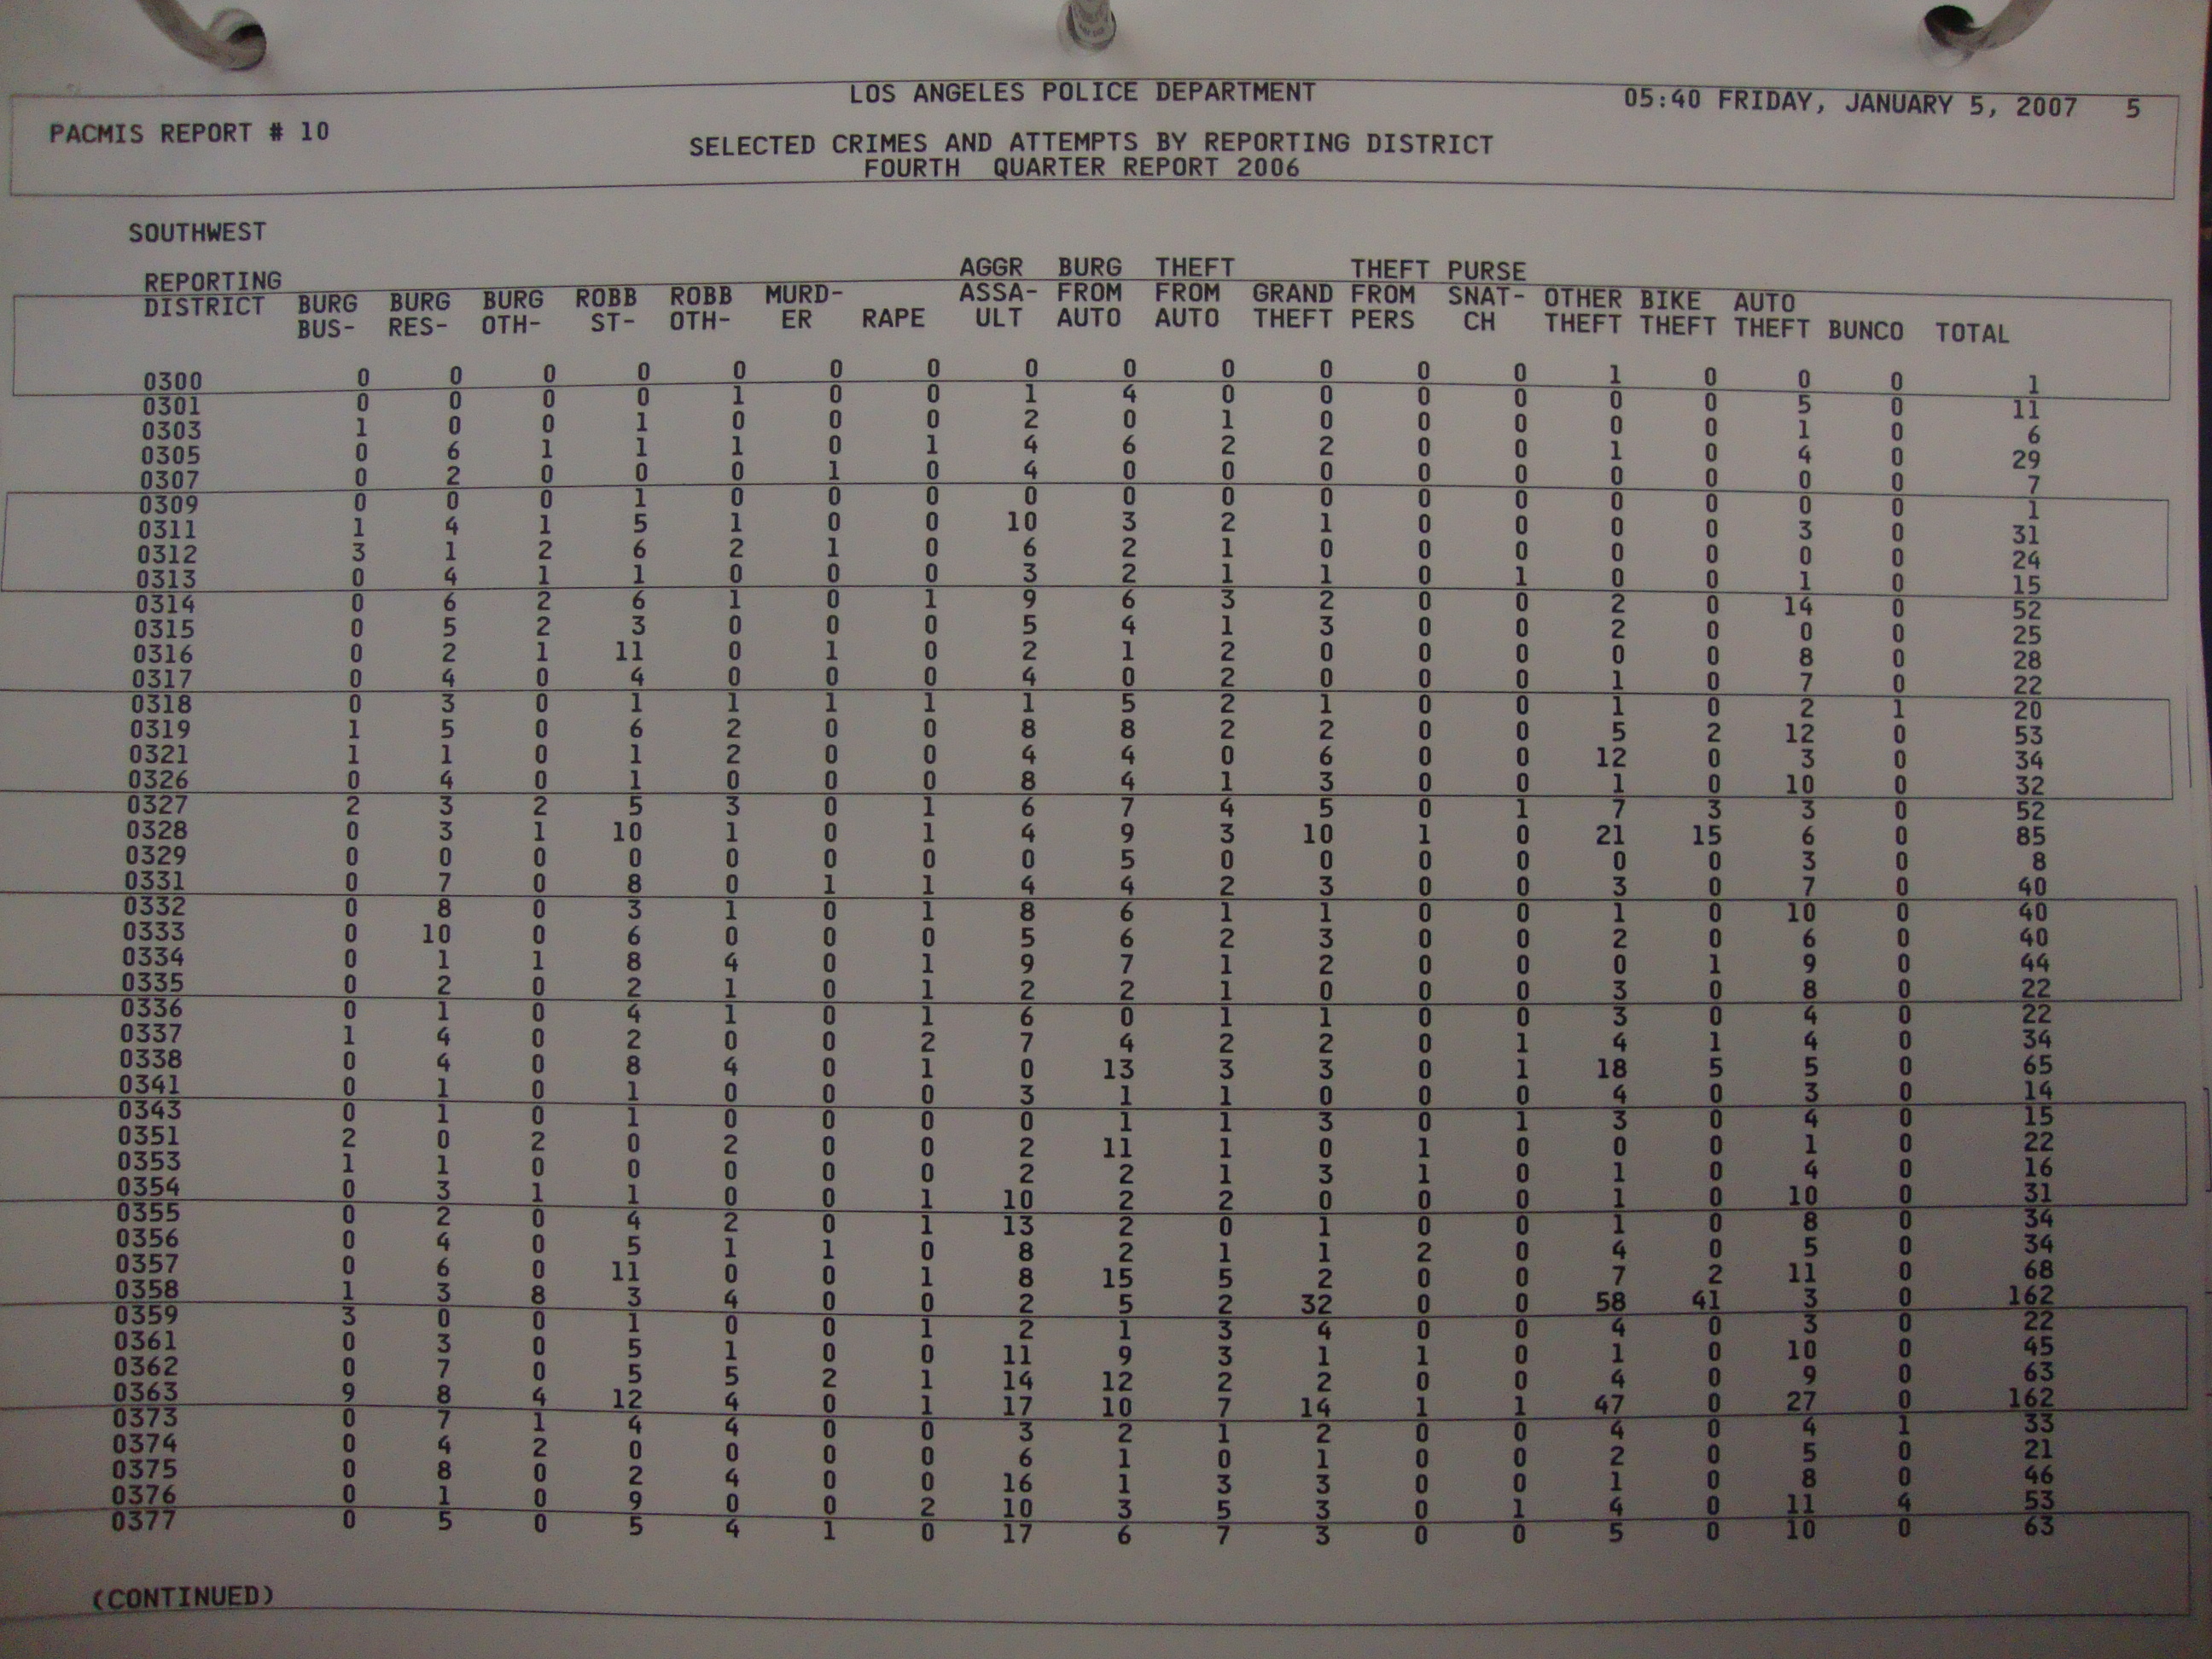 LOS ANGELES POLICE DEPARTMENT 05:40 FRIDAY, JANUARY 5, 2007 5
PACMIS REPORT # 10
SELECTED CRIMES AND ATTEMPTS BY REPORTING DISTRICT
FOURTH QUARTER REPORT 2006
SOUTHWEST
AGGR BURG THEFT THEFT PURSE
REPORTING
DISTRICT BURG BURG BURG ROBB ROBB MURD- ASSA- FROM FROM GRAND FROM SNAT- OTHER BIKE AUTO
BUS- RES- OTH- ST- OTH- ER RAPE ULT AUTO AUTO THEFT PERS CH THEFT THEFT THEFT BUNCO TOTAL
0300 0 0 0 0 0 0 0 0 0 0 0 0 0 1 0 0 0 1
0301 0 0 0 0 1 0 0 1 4 0 0 0 0 0 0 5 0 11
0303 1 0 0 1 0 0 0 2 0 1 0 0 0 0 0 1 0 6
0305 0 6 1 1 1 0 1 4 6 2 2 0 0 1 0 4 0 29
0307 0 2 0 0 0 1 0 4 0 0 0 0 0 0 0 0 0 7
0309 0 0 0 1 0 0 0 0 0 0 0 0 0 0 0 0 0 1
0311 1 4 1 5 1 0 0 10 3 2 1 0 0 0 0 3 0 31
0312 3 1 2 6 2 1 0 6 2 1 0 0 0 0 0 0 0 24
0313 0 4 1 1 0 0 0 3 2 1 1 0 1 0 0 1 0 15
0314 0 6 2 6 1 0 1 9 6 3 2 0 0 2 0 14 0 52
0315 0 5 2 3 0 0 0 5 4 1 3 0 0 2 0 0 0 25
0316 0 2 1 11 0 1 0 2 1 2 0 0 0 0 0 8 0 28
0317 0 4 0 4 0 0 0 4 0 2 0 0 0 1 0 7 0 22
0318 0 3 0 1 1 1 1 1 5 2 1 0 0 1 0 2 1 20
0319 1 5 0 6 2 0 0 8 8 2 2 0 0 5 2 12 0 53
0321 1 1 0 1 2 0 0 4 4 0 6 0 0 12 0 3 0 34
0326 0 4 0 1 0 0 0 8 4 1 3 0 0 1 0 10 0 32
0327 2 3 2 5 3 0 1 6 7 4 5 0 1 7 3 3 0 52
0328 0 3 1 10 1 0 1 4 9 3 10 1 0 21 15 6 0 85
0329 0 0 0 0 0 0 0 0 5 0 0 0 0 0 0 3 0 8
0331 0 7 0 8 0 1 1 4 4 2 3 0 0 3 0 7 0 40
0332 0 8 0 3 1 0 1 8 6 1 1 0 0 1 0 10 0 40
0333 0 10 0 6 0 0 0 5 6 2 3 0 0 2 0 6 0 40
0334 0 1 1 8 4 0 1 9 7 1 2 0 0 0 1 9 0 44
0335 0 2 0 2 1 0 1 2 2 1 0 0 0 3 0 8 0 22
0336 0 1 0 4 1 0 1 6 0 1 1 0 0 3 0 4 0 22
0337 1 4 0 2 0 0 2 7 4 2 2 0 1 4 1 4 0 34
0338 0 4 0 8 4 0 1 0 13 3 3 0 1 18 5 5 0 65
0341 0 1 0 1 0 0 0 3 1 1 0 0 0 4 0 3 0 14
0343 0 1 0 1 0 0 0 0 1 1 3 0 1 3 0 4 0 15
0351 2 0 2 0 2 0 0 2 11 1 0 1 0 0 0 1 0 22
0353 1 1 0 0 0 0 0 2 2 1 3 1 0 1 0 4 0 16
0354 0 3 1 1 0 0 1 10 2 2 0 0 0 1 0 10 0 31
0355 0 2 0 4 2 0 1 13 2 0 1 0 0 1 0 8 0 34
0356 0 4 0 5 1 1 0 8 2 1 1 2 0 4 0 5 0 34
0357 0 6 0 11 0 0 1 8 15 5 2 0 0 7 2 11 0 68
0358 1 3 8 3 4 0 0 2 5 2 32 0 0 58 41 3 0 162
0359 3 0 0 1 0 0 1 2 1 3 4 0 0 4 0 3 0 22
0361 0 3 0 5 1 0 0 11 9 3 1 1 0 1 0 10 0 45
0362 0 7 0 5 5 2 1 14 12 2 2 0 0 4 0 9 0 63
0363 9 8 4 12 4 0 1 17 10 7 14 1 1 47 0 27 0 162
0373 0 7 1 4 4 0 0 3 2 1 2 0 0 4 0 4 1 33
0374 0 4 2 0 0 0 0 6 1 0 1 0 0 2 0 5 0 21
0375 0 8 0 2 4 0 0 16 1 3 3 0 0 1 0 8 0 46
0376 0 1 0 9 0 0 2 10 3 5 3 0 1 4 0 11 4 53
0377 0 5 0 5 4 1 0 17 6 7 3 0 0 5 0 10 0 63
(CONTINUED)